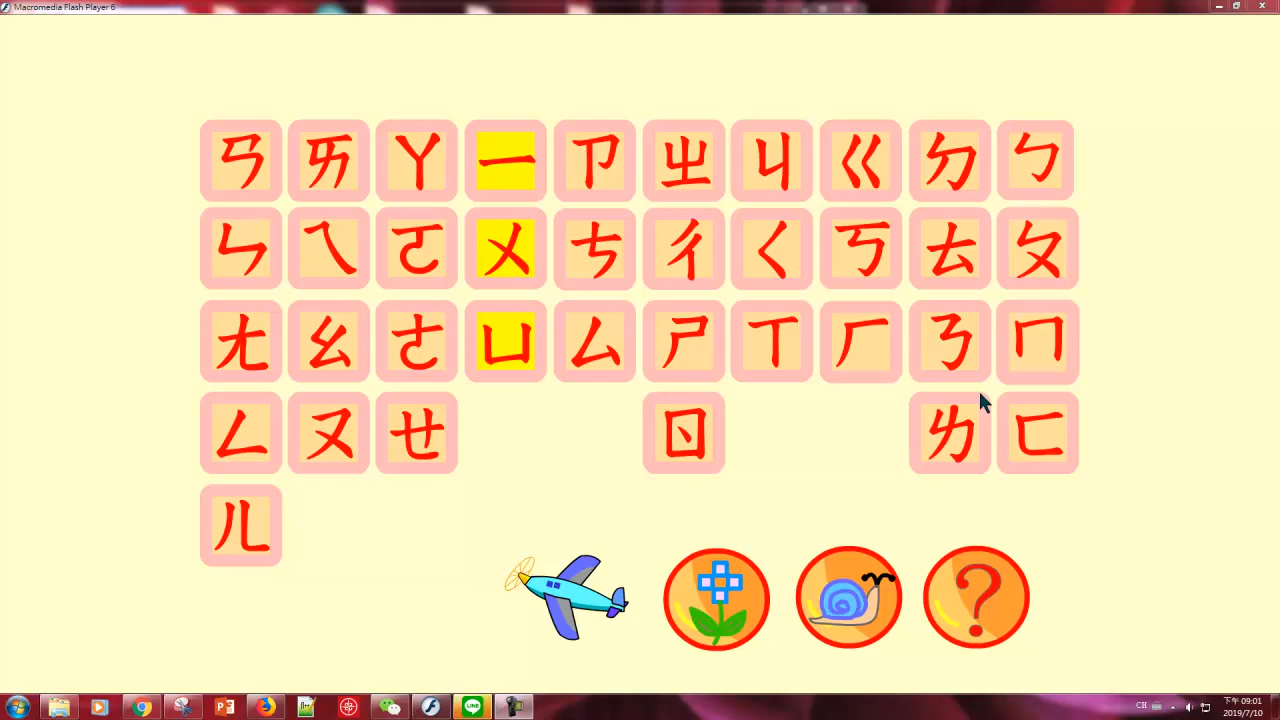 Macromedia Flash Player 6
ㄢ ㄞ ㄚ ㄧ ㄗ ㄓ ㄐ ㄍ ㄉ ㄅ
ㄣ ㄟ ㄛ ㄨ ㄘ ㄔ ㄑ ㄎ ㄊ ㄆ
ㄤ ㄠ ㄜ ㄩ ㄙ ㄕ ㄒ ㄏ ㄋ ㄇ
ㄥ ㄡ ㄝ ㄖ ㄌ ㄈ
ㄦ
?
CH
下午 09:01
2019/7/10